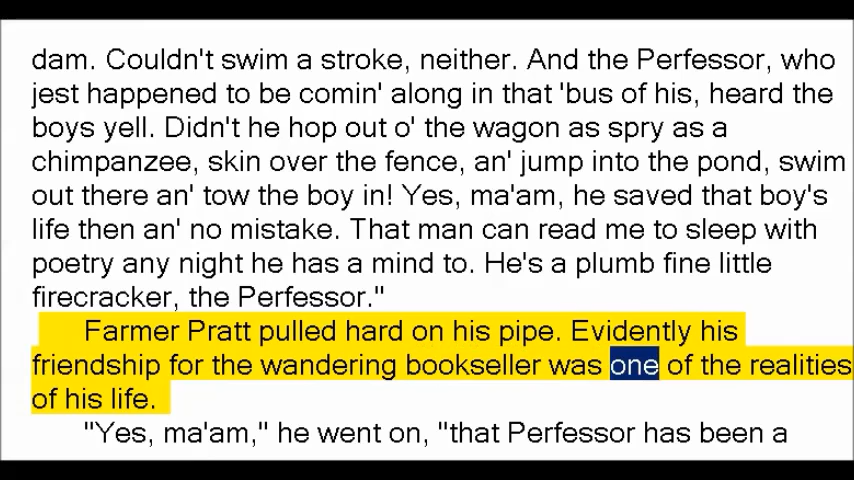 dam. Couldn't swim a stroke, neither. And the Perfessor, who
jest happened to be comin' along in that 'bus of his, heard the
boys yell. Didn't he hop out o' the wagon as spry as a
chimpanzee, skin over the fence, an' jump into the pond, swim
out there an' tow the boy in! Yes, ma'am, he saved that boy's
life then an' no mistake. That man can read me to sleep with
poetry any night he has a mind to. He's a plumb fine little
firecracker, the Perfessor."
Farmer Pratt pulled hard on his pipe. Evidently his
friendship for the wandering bookseller was one of the realities
of his life.
"Yes, ma'am," he went on, "that Perfessor has been a